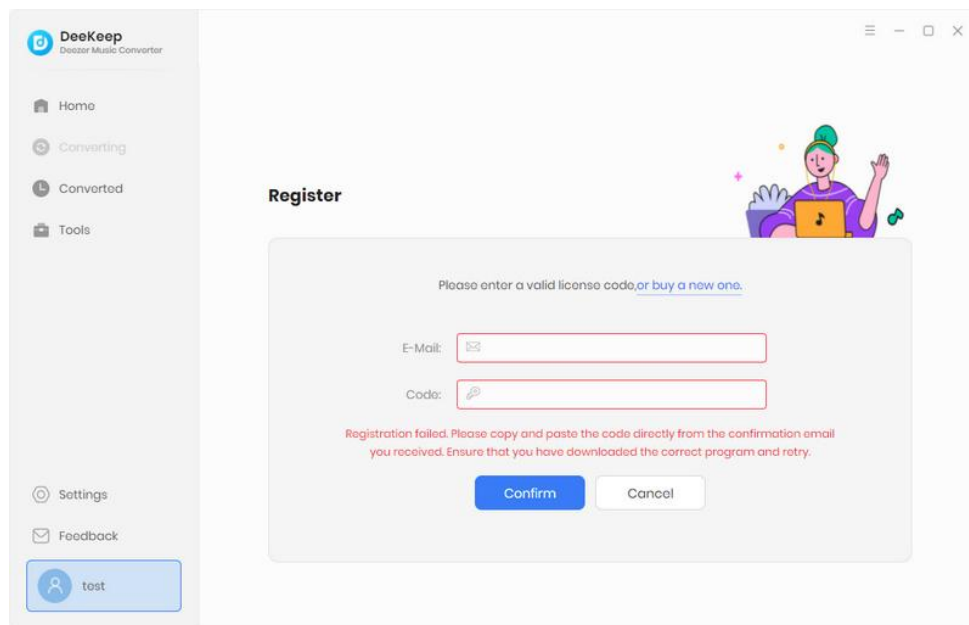 DeeKeep
Deezer Music Converter
Home
Converting
Converted
Tools
Register
Please enter a valid license code,or buy a new one.
E-Mail:
Code:
Registration failed. Please copy and paste the code directly from the confirmation email
you received. Ensure that you have downloaded the correct program and retry.
Confirm
Cancel
Settings
Feedback
test